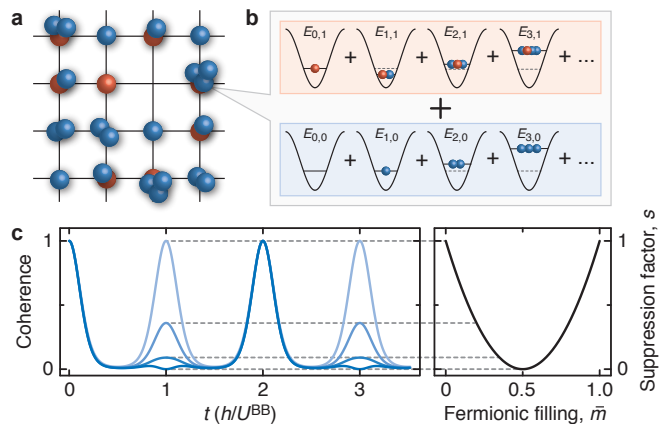 a
b
E0,1 E1,1 E2,1 E3,1
+ + + + ...
+
E0,0 E1,0 E2,0 E3,0
+ + + + ...
c
1
0
Coherence
0 1 2 3
t (h/U^BB)
1
0
Suppression factor, s
0 0.5 1.0
Fermionic filling, m̄